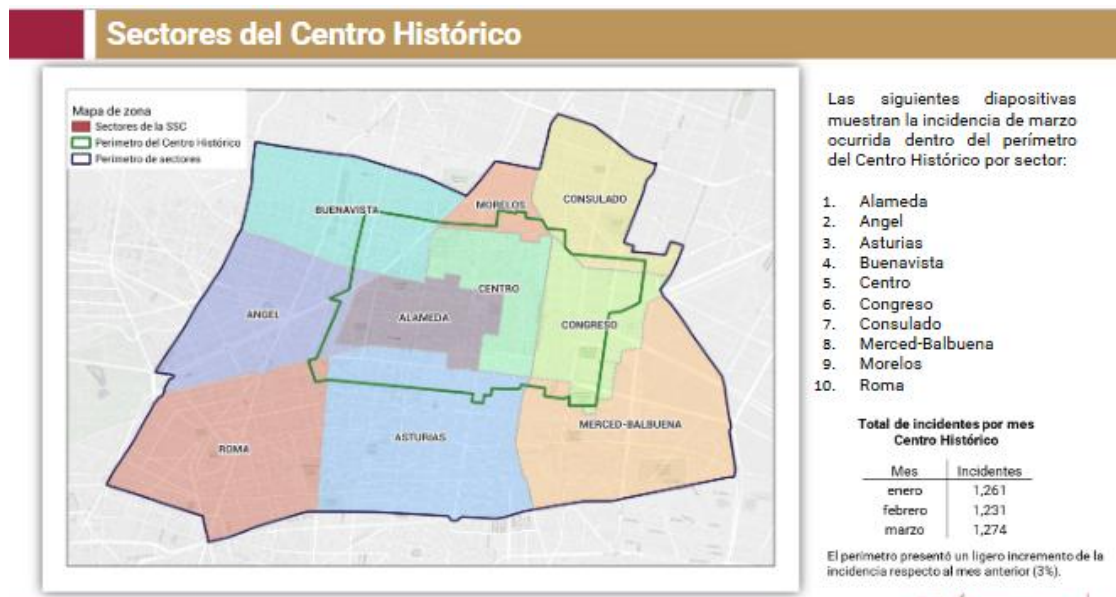 Sectores del Centro Histórico
Mapa de zona
Sectores de la SSC
Perímetro del Centro Histórico
Perímetro de sectores
BUENAVISTA
MORELOS
CONSULADO
CENTRO
ANGEL
ALAMEDA
CONGRESO
MERCED-BALBUENA
ASTURIAS
ROMA
Las siguientes diapositivas
muestran la incidencia de marzo
ocurrida dentro del perímetro
del Centro Histórico por sector:
1. Alameda
2. Angel
3. Asturias
4. Buenavista
5. Centro
6. Congreso
7. Consulado
8. Merced-Balbuena
9. Morelos
10. Roma
Total de incidentes por mes
Centro Histórico
Mes Incidentes
enero 1,261
febrero 1,231
marzo 1,274
El perímetro presentó un ligero incremento de la
incidencia respecto al mes anterior (3%).